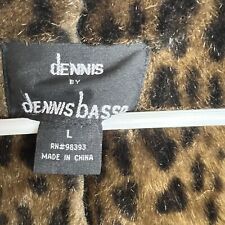 dENNIS
BY
dENNIS basso
L
RN#98393
MADE IN CHINA